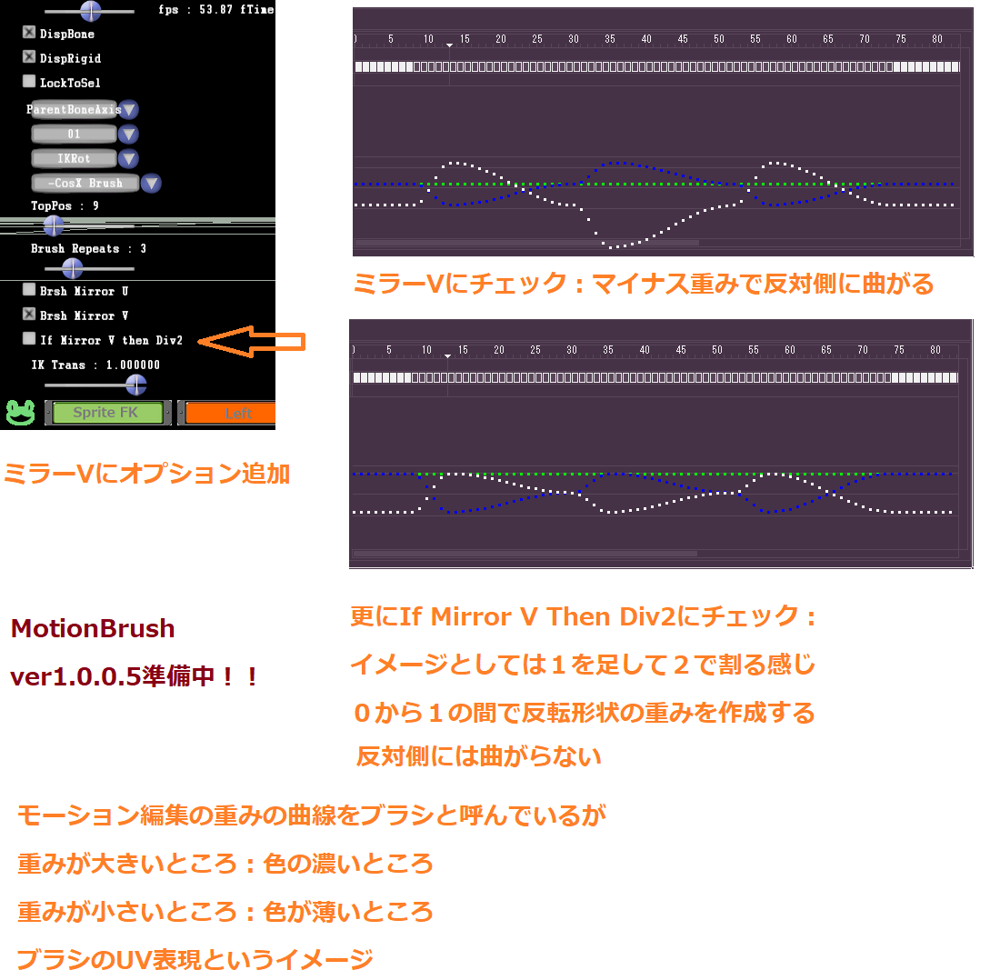 fps : 53.87 fTime
DispBone
DispRigid
LockToSel
ParentBoneAxis
01
IKRot
-CosX Brush
TopPos : 9
Brush Repeats : 3
Brsh Mirror U
Brsh Mirror V
If Mirror V then Div2
IK Trans : 1.000000
Sprite FK
Left
ミラーVにオプション追加
0 5 10 15 20 25 30 35 40 45 50 55 60 65 70 75 80
ミラーVにチェック：マイナス重みで反対側に曲がる
0 5 10 15 20 25 30 35 40 45 50 55 60 65 70 75 80
MotionBrush
ver1.0.0.5準備中！！
更にIf Mirror V Then Div2にチェック：
イメージとしては１を足して２で割る感じ
０から１の間で反転形状の重みを作成する
反対側には曲がらない
モーション編集の重みの曲線をブラシと呼んでいるが
重みが大きいところ：色の濃いところ
重みが小さいところ：色が薄いところ
ブラシのUV表現というイメージ